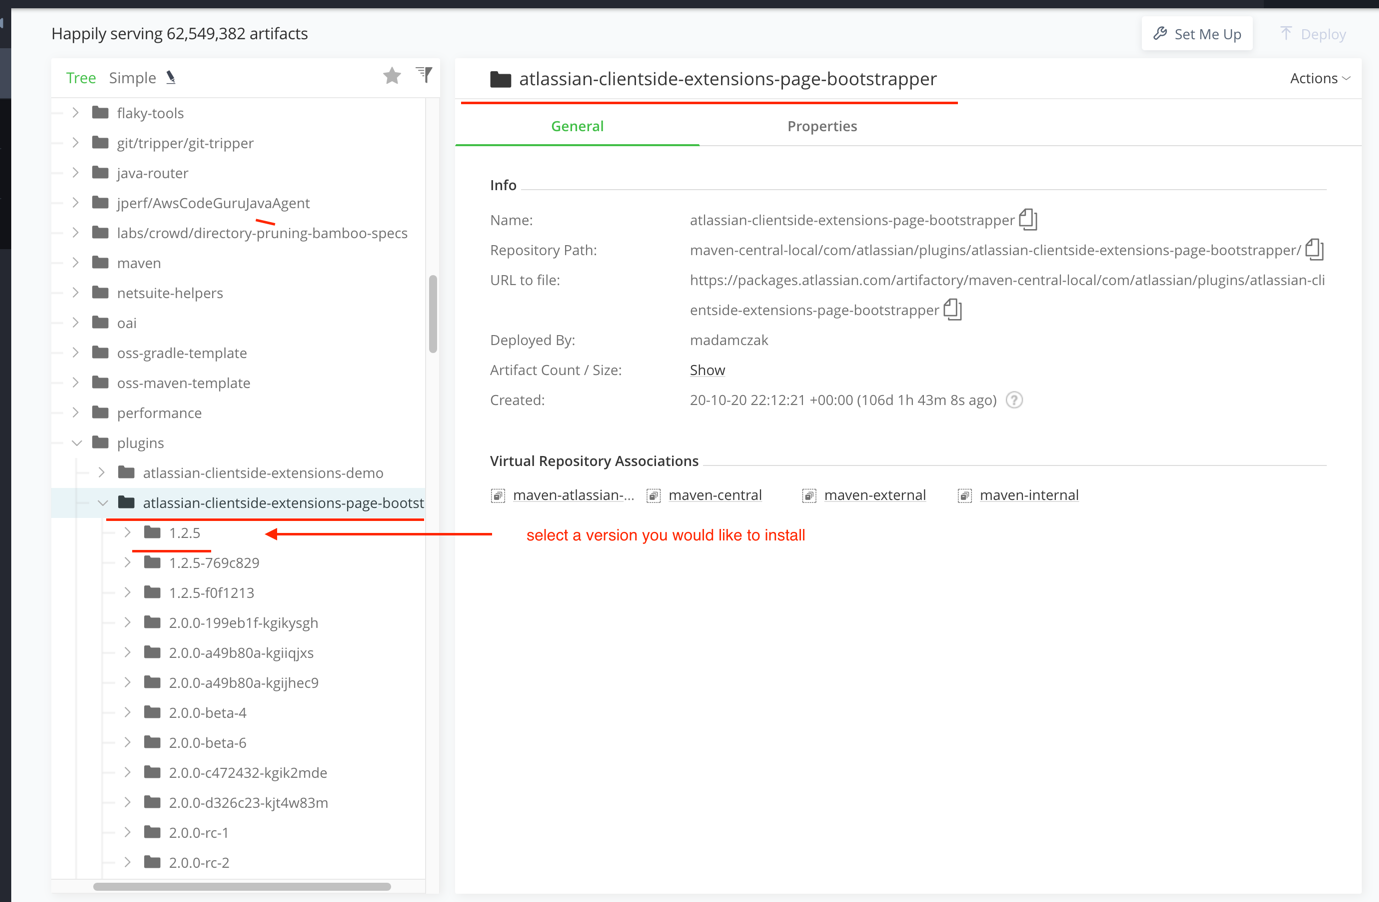 Happily serving 62,549,382 artifacts
Set Me Up
Deploy
Tree Simple
flaky-tools
git/tripper/git-tripper
java-router
jperf/AwsCodeGuruJavaAgent
labs/crowd/directory-pruning-bamboo-specs
maven
netsuite-helpers
oai
oss-gradle-template
oss-maven-template
performance
plugins
atlassian-clientside-extensions-demo
atlassian-clientside-extensions-page-bootst
1.2.5
1.2.5-769c829
1.2.5-f0f1213
2.0.0-199eb1f-kgikysgh
2.0.0-a49b80a-kgiiqjxs
2.0.0-a49b80a-kgijhec9
2.0.0-beta-4
2.0.0-beta-6
2.0.0-c472432-kgik2mde
2.0.0-d326c23-kjt4w83m
2.0.0-rc-1
2.0.0-rc-2
atlassian-clientside-extensions-page-bootstrapper
Actions
General Properties
Info
Name: atlassian-clientside-extensions-page-bootstrapper
Repository Path: maven-central-local/com/atlassian/plugins/atlassian-clientside-extensions-page-bootstrapper/
URL to file: https://packages.atlassian.com/artifactory/maven-central-local/com/atlassian/plugins/atlassian-cli
entside-extensions-page-bootstrapper
Deployed By: madamczak
Artifact Count / Size: Show
Created: 20-10-20 22:12:21 +00:00 (106d 1h 43m 8s ago) ?
Virtual Repository Associations
maven-atlassian-... maven-central maven-external maven-internal
select a version you would like to install